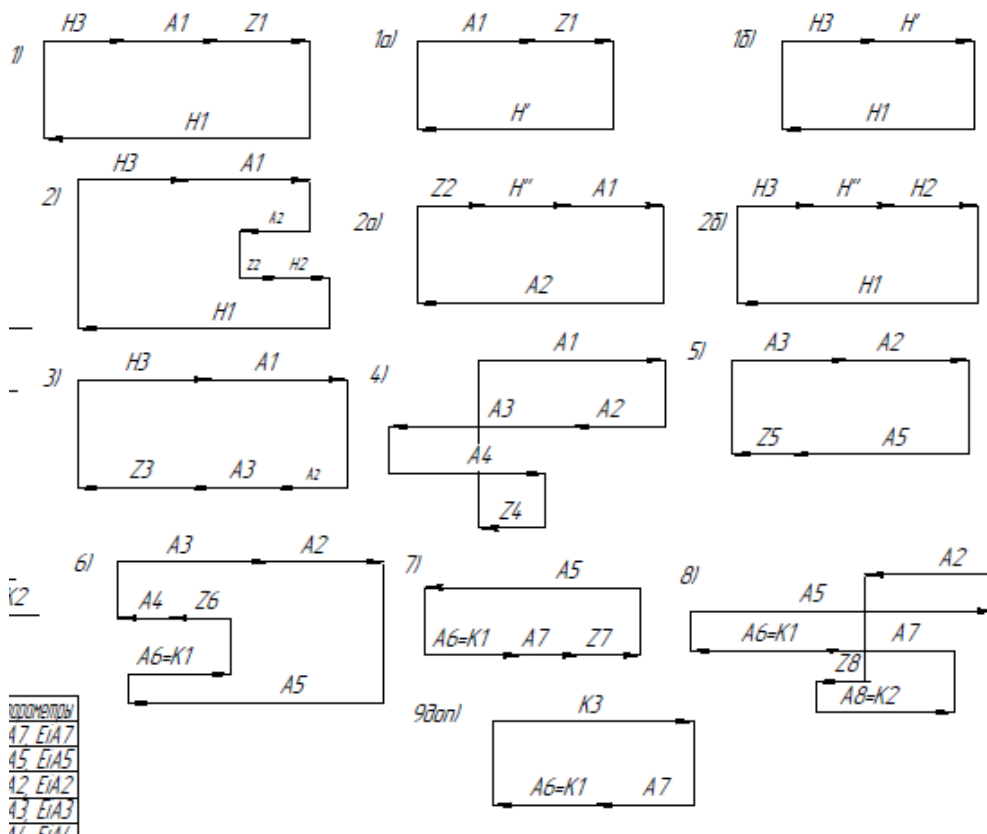 1) H3 A1 Z1
H1
1а) A1 Z1
H'
1б) H3 H'
H1
2) H3 A1
A2
Z2 H2
H1
2а) Z2 H" A1
A2
2б) H3 H" H2
H1
3) H3 A1
Z3 A3 A2
4) A1
A3 A2
A4
Z4
5) A3 A2
Z5 A5
6) A3 A2
A4 Z6
A6=K1
A5
7) A5
A6=K1 A7 Z7
8) A2
A5
A6=K1 A7
Z8
A8=K2
9доп) K3
A6=K1 A7
K2
параметры
A7, EiA7
A5, EiA5
A2, EiA2
A3, EiA3